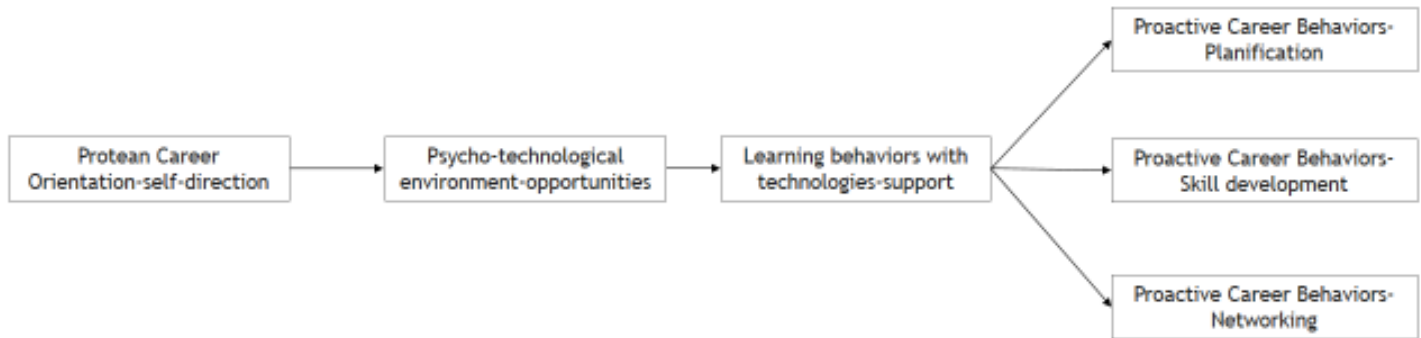 Proactive Career Behaviors-
Planification
Protean Career
Orientation-self-direction
Psycho-technological
environment-opportunities
Learning behaviors with
technologies-support
Proactive Career Behaviors-
Skill development
Proactive Career Behaviors-
Networking